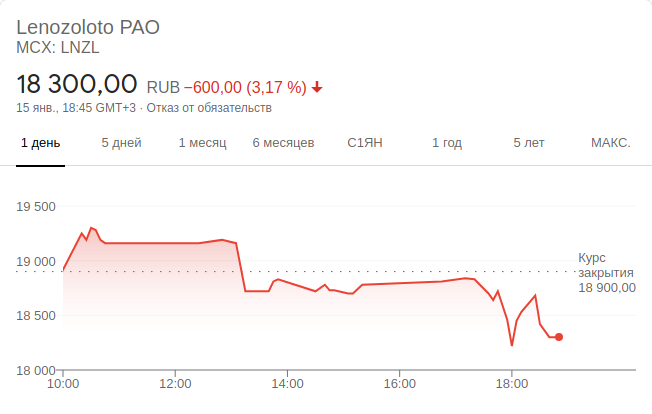 Lenozoloto PAO
MCX: LNZL
18 300,00 RUB −600,00 (3,17 %)
15 янв., 18:45 GMT+3 · Отказ от обязательств
1 день 5 дней 1 месяц 6 месяцев С1ЯН 1 год 5 лет МАКС.
19 500
19 000
Курс
закрытия
18 900,00
18 500
18 000
10:00 12:00 14:00 16:00 18:00